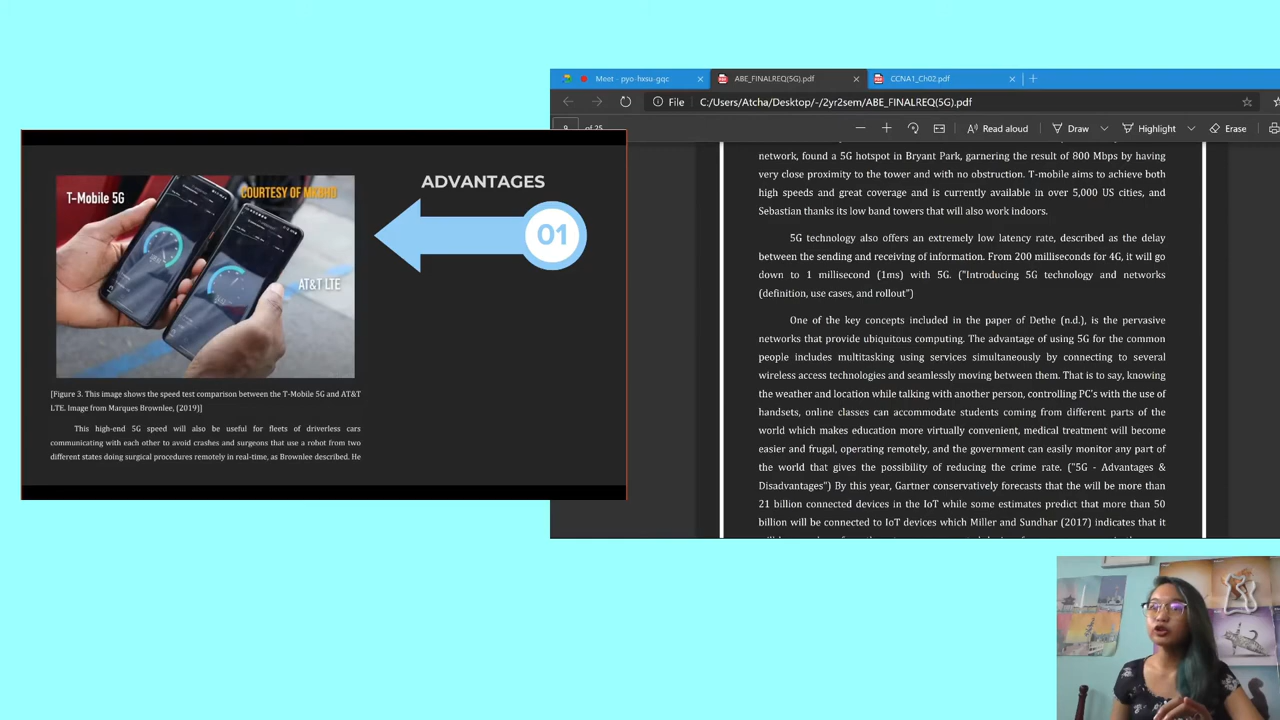 T-Mobile 5G
COURTESY OF MKBHD
AT&T LTE
ADVANTAGES
01
[Figure 3. This image shows the speed test comparison between the T-Mobile 5G and AT&T
LTE. Image from Marques Brownlee, (2019)]
This high-end 5G speed will also be useful for fleets of driverless cars
communicating with each other to avoid crashes and surgeons that use a robot from two
different states doing surgical procedures remotely in real-time, as Brownlee described. He
Meet - pyo-hxsu-gqc
ABE_FINALREQ(5G).pdf
CCNA1_Ch02.pdf
File C:/Users/Atcha/Desktop/-/2yr2sem/ABE_FINALREQ(5G).pdf
9 of 25
Read aloud
Draw
Highlight
Erase
network, found a 5G hotspot in Bryant Park, garnering the result of 800 Mbps by having
very close proximity to the tower and with no obstruction. T-mobile aims to achieve both
high speeds and great coverage and is currently available in over 5,000 US cities, and
Sebastian thanks its low band towers that will also work indoors.
5G technology also offers an extremely low latency rate, described as the delay
between the sending and receiving of information. From 200 milliseconds for 4G, it will go
down to 1 millisecond (1ms) with 5G. ("Introducing 5G technology and networks
(definition, use cases, and rollout")
One of the key concepts included in the paper of Dethe (n.d.), is the pervasive
networks that provide ubiquitous computing. The advantage of using 5G for the common
people includes multitasking using services simultaneously by connecting to several
wireless access technologies and seamlessly moving between them. That is to say, knowing
the weather and location while talking with another person, controlling PC's with the use of
handsets, online classes can accommodate students coming from different parts of the
world which makes education more virtually convenient, medical treatment will become
easier and frugal, operating remotely, and the government can easily monitor any part of
the world that gives the possibility of reducing the crime rate. ("5G - Advantages &
Disadvantages") By this year, Gartner conservatively forecasts that the will be more than
21 billion connected devices in the IoT while some estimates predict that more than 50
billion will be connected to IoT devices which Miller and Sundhar (2017) indicates that it